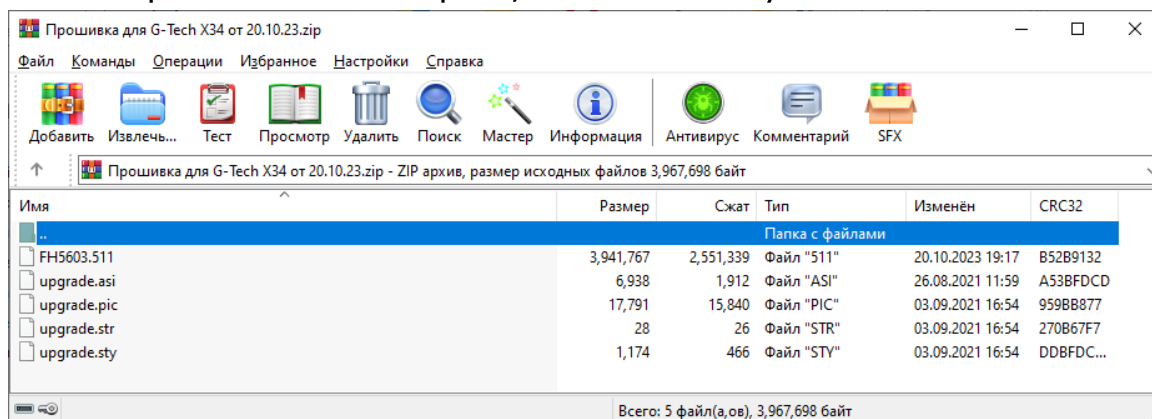 Прошивка для G-Tech X34 от 20.10.23.zip
Файл Команды Операции Избранное Настройки Справка
Добавить Извлечь... Тест Просмотр Удалить Поиск Мастер Информация Антивирус Комментарий SFX
Прошивка для G-Tech X34 от 20.10.23.zip - ZIP архив, размер исходных файлов 3,967,698 байт
Имя Размер Сжат Тип Изменён CRC32
.. Папка с файлами
FH5603.511 3,941,767 2,551,339 Файл "511" 20.10.2023 19:17 B52B9132
upgrade.asi 6,938 1,912 Файл "ASI" 26.08.2021 11:59 A53BFDCD
upgrade.pic 17,791 15,840 Файл "PIC" 03.09.2021 16:54 959BB877
upgrade.str 28 26 Файл "STR" 03.09.2021 16:54 270B67F7
upgrade.sty 1,174 466 Файл "STY" 03.09.2021 16:54 DDBFDC...
Всего: 5 файл(а,ов), 3,967,698 байт